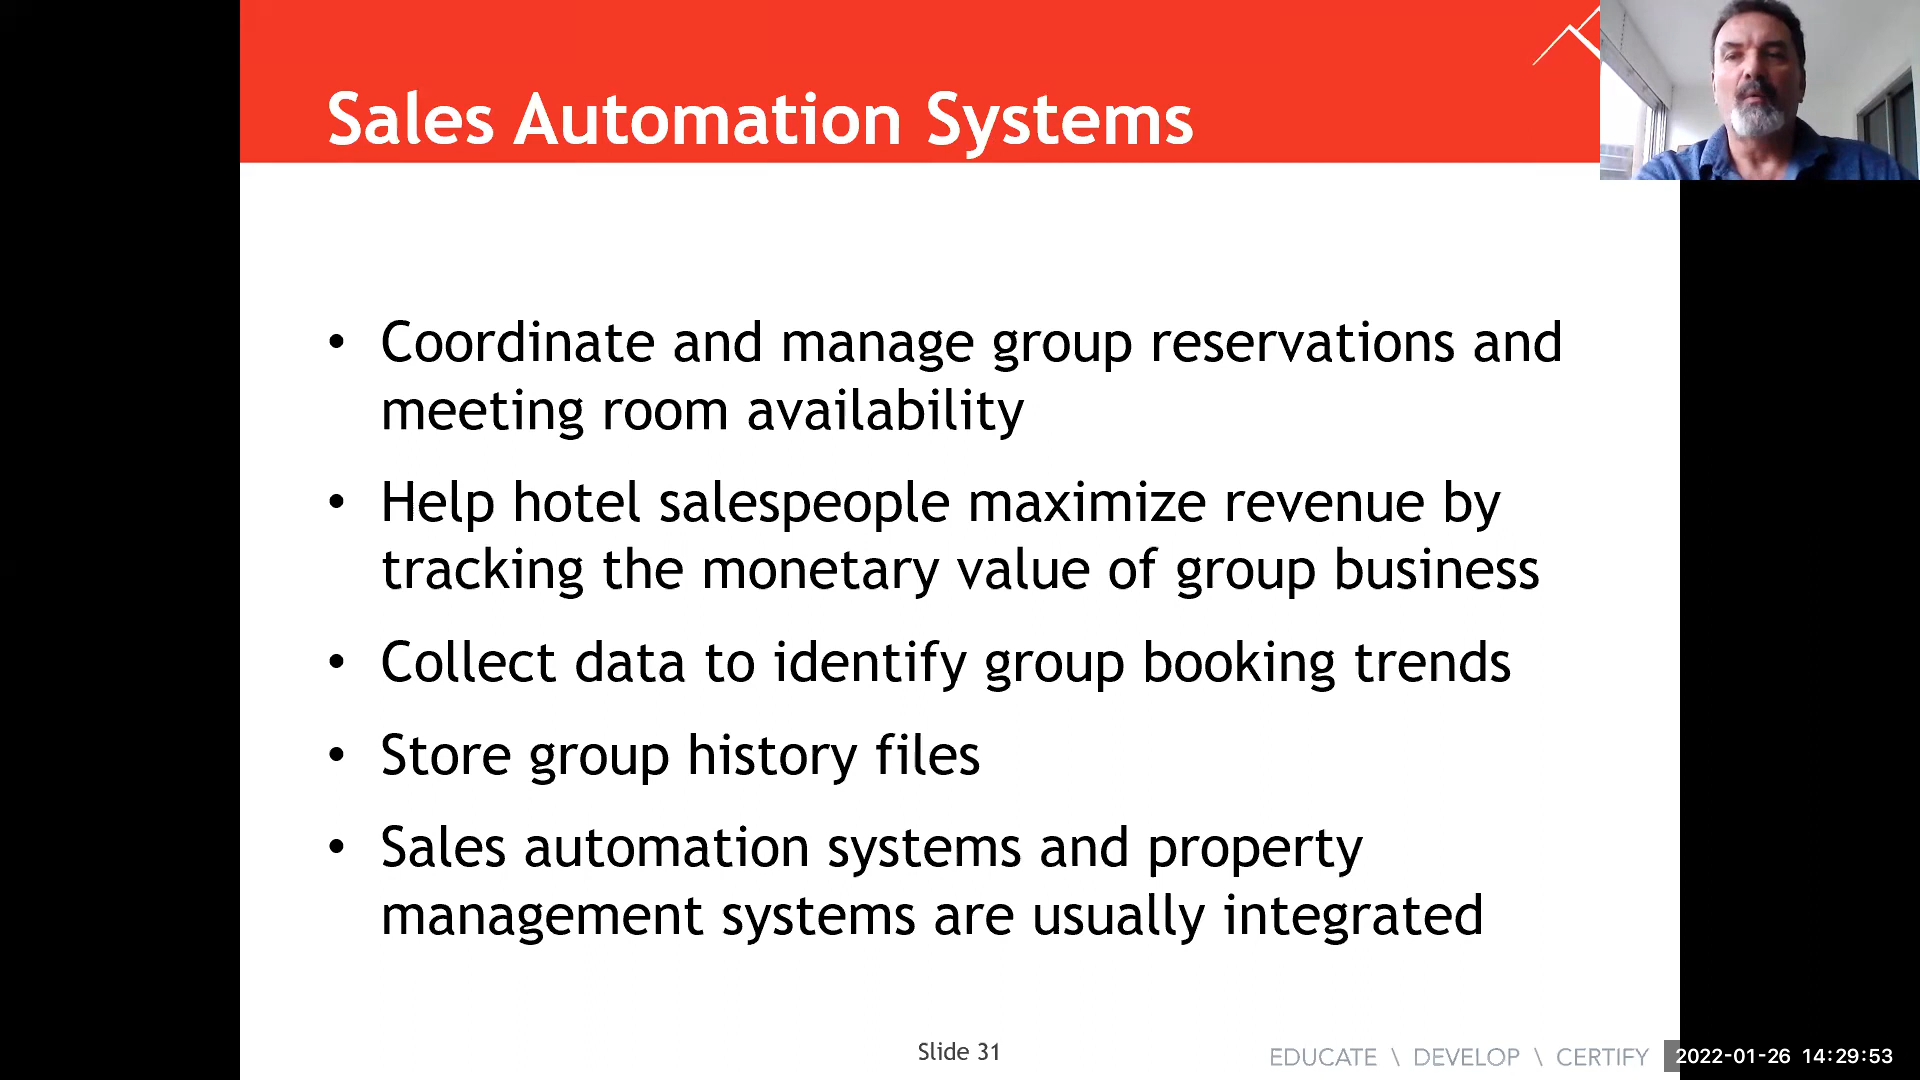 Sales Automation Systems
• Coordinate and manage group reservations and
meeting room availability
• Help hotel salespeople maximize revenue by
tracking the monetary value of group business
• Collect data to identify group booking trends
• Store group history files
• Sales automation systems and property
management systems are usually integrated
Slide 31
EDUCATE \ DEVELOP \ CERTIFY
2022-01-26 14:29:53